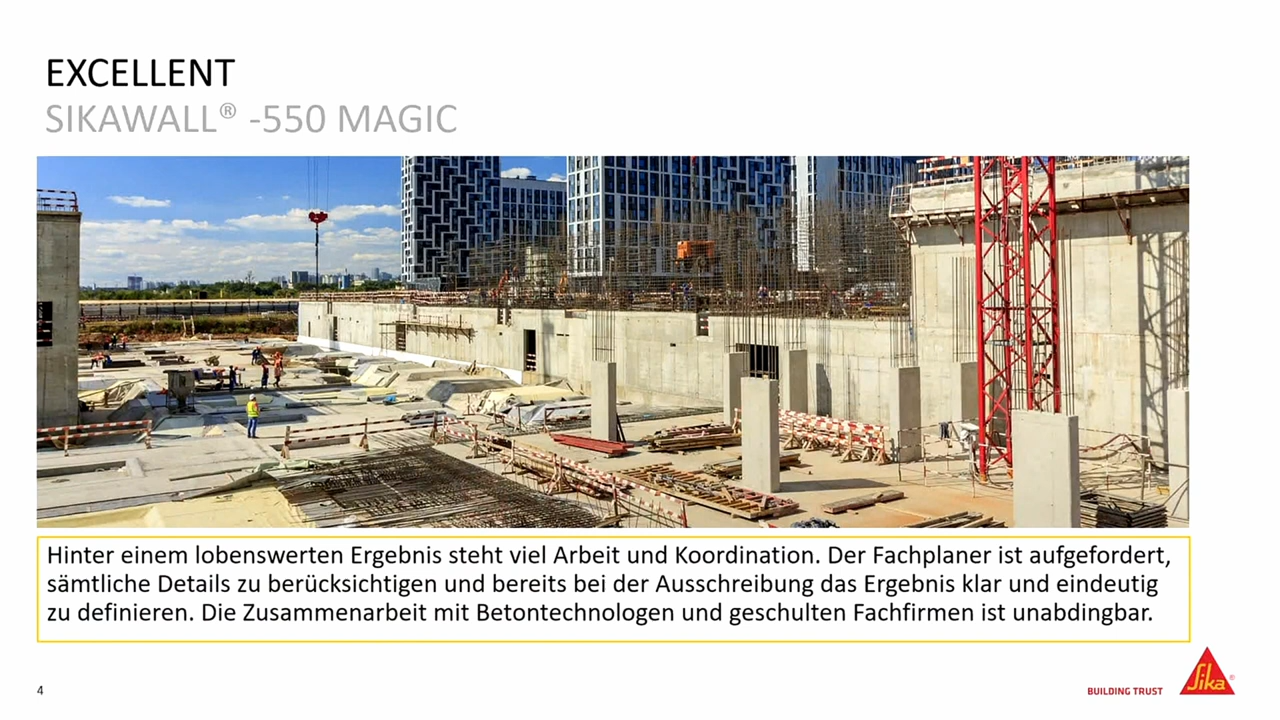 EXCELLENT
SIKAWALL® -550 MAGIC
Hinter einem lobenswerten Ergebnis steht viel Arbeit und Koordination. Der Fachplaner ist aufgefordert,
sämtliche Details zu berücksichtigen und bereits bei der Ausschreibung das Ergebnis klar und eindeutig
zu definieren. Die Zusammenarbeit mit Betontechnologen und geschulten Fachfirmen ist unabdingbar.
4
BUILDING TRUST
Sika®